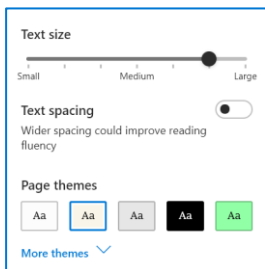 Text size
Small Medium Large
Text spacing
Wider spacing could improve reading
fluency
Page themes
Aa Aa Aa Aa Aa
More themes